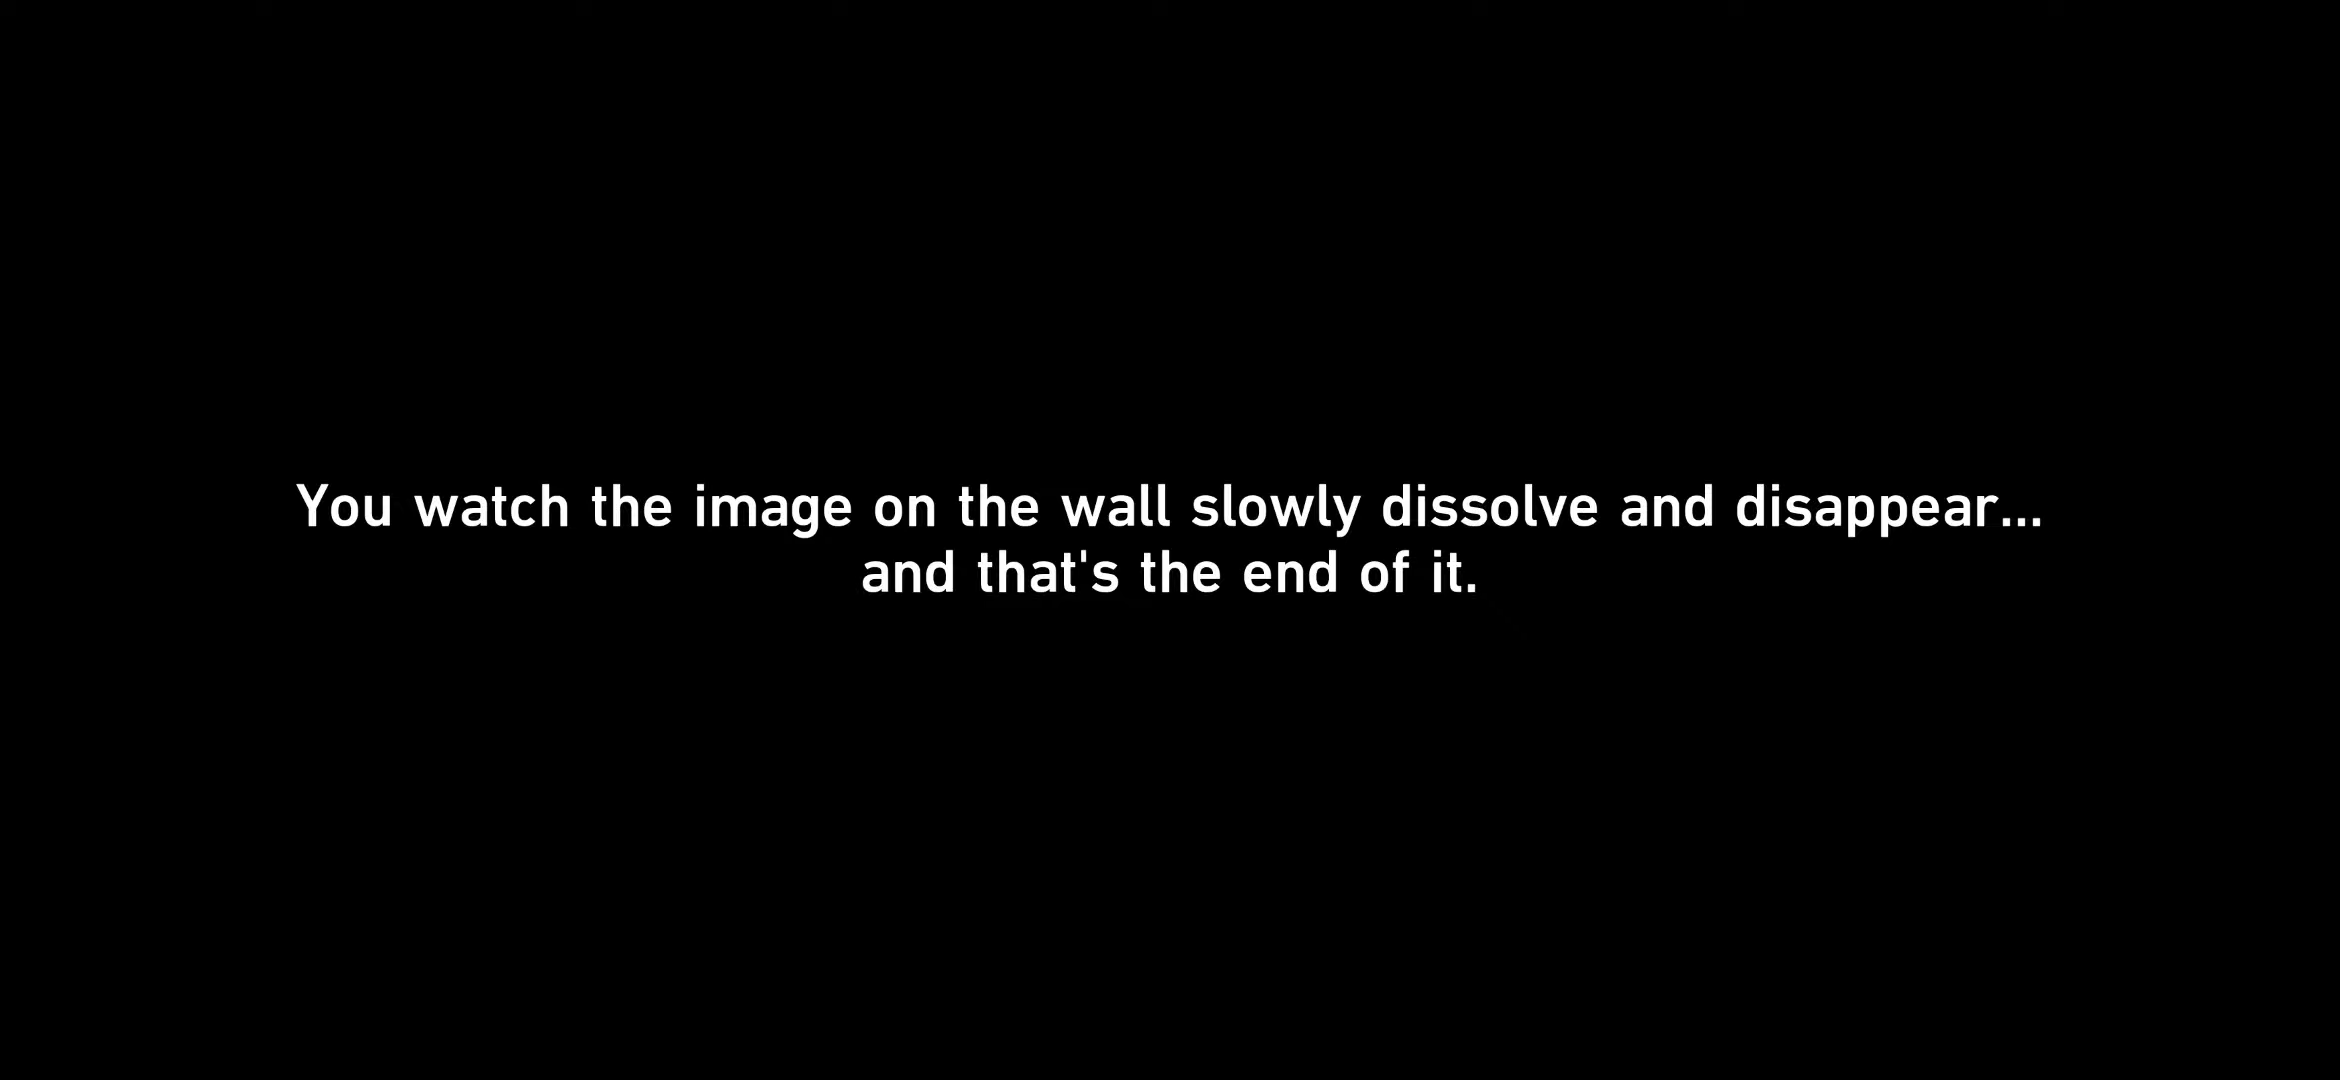 You watch the image on the wall slowly dissolve and disappear...
and that's the end of it.